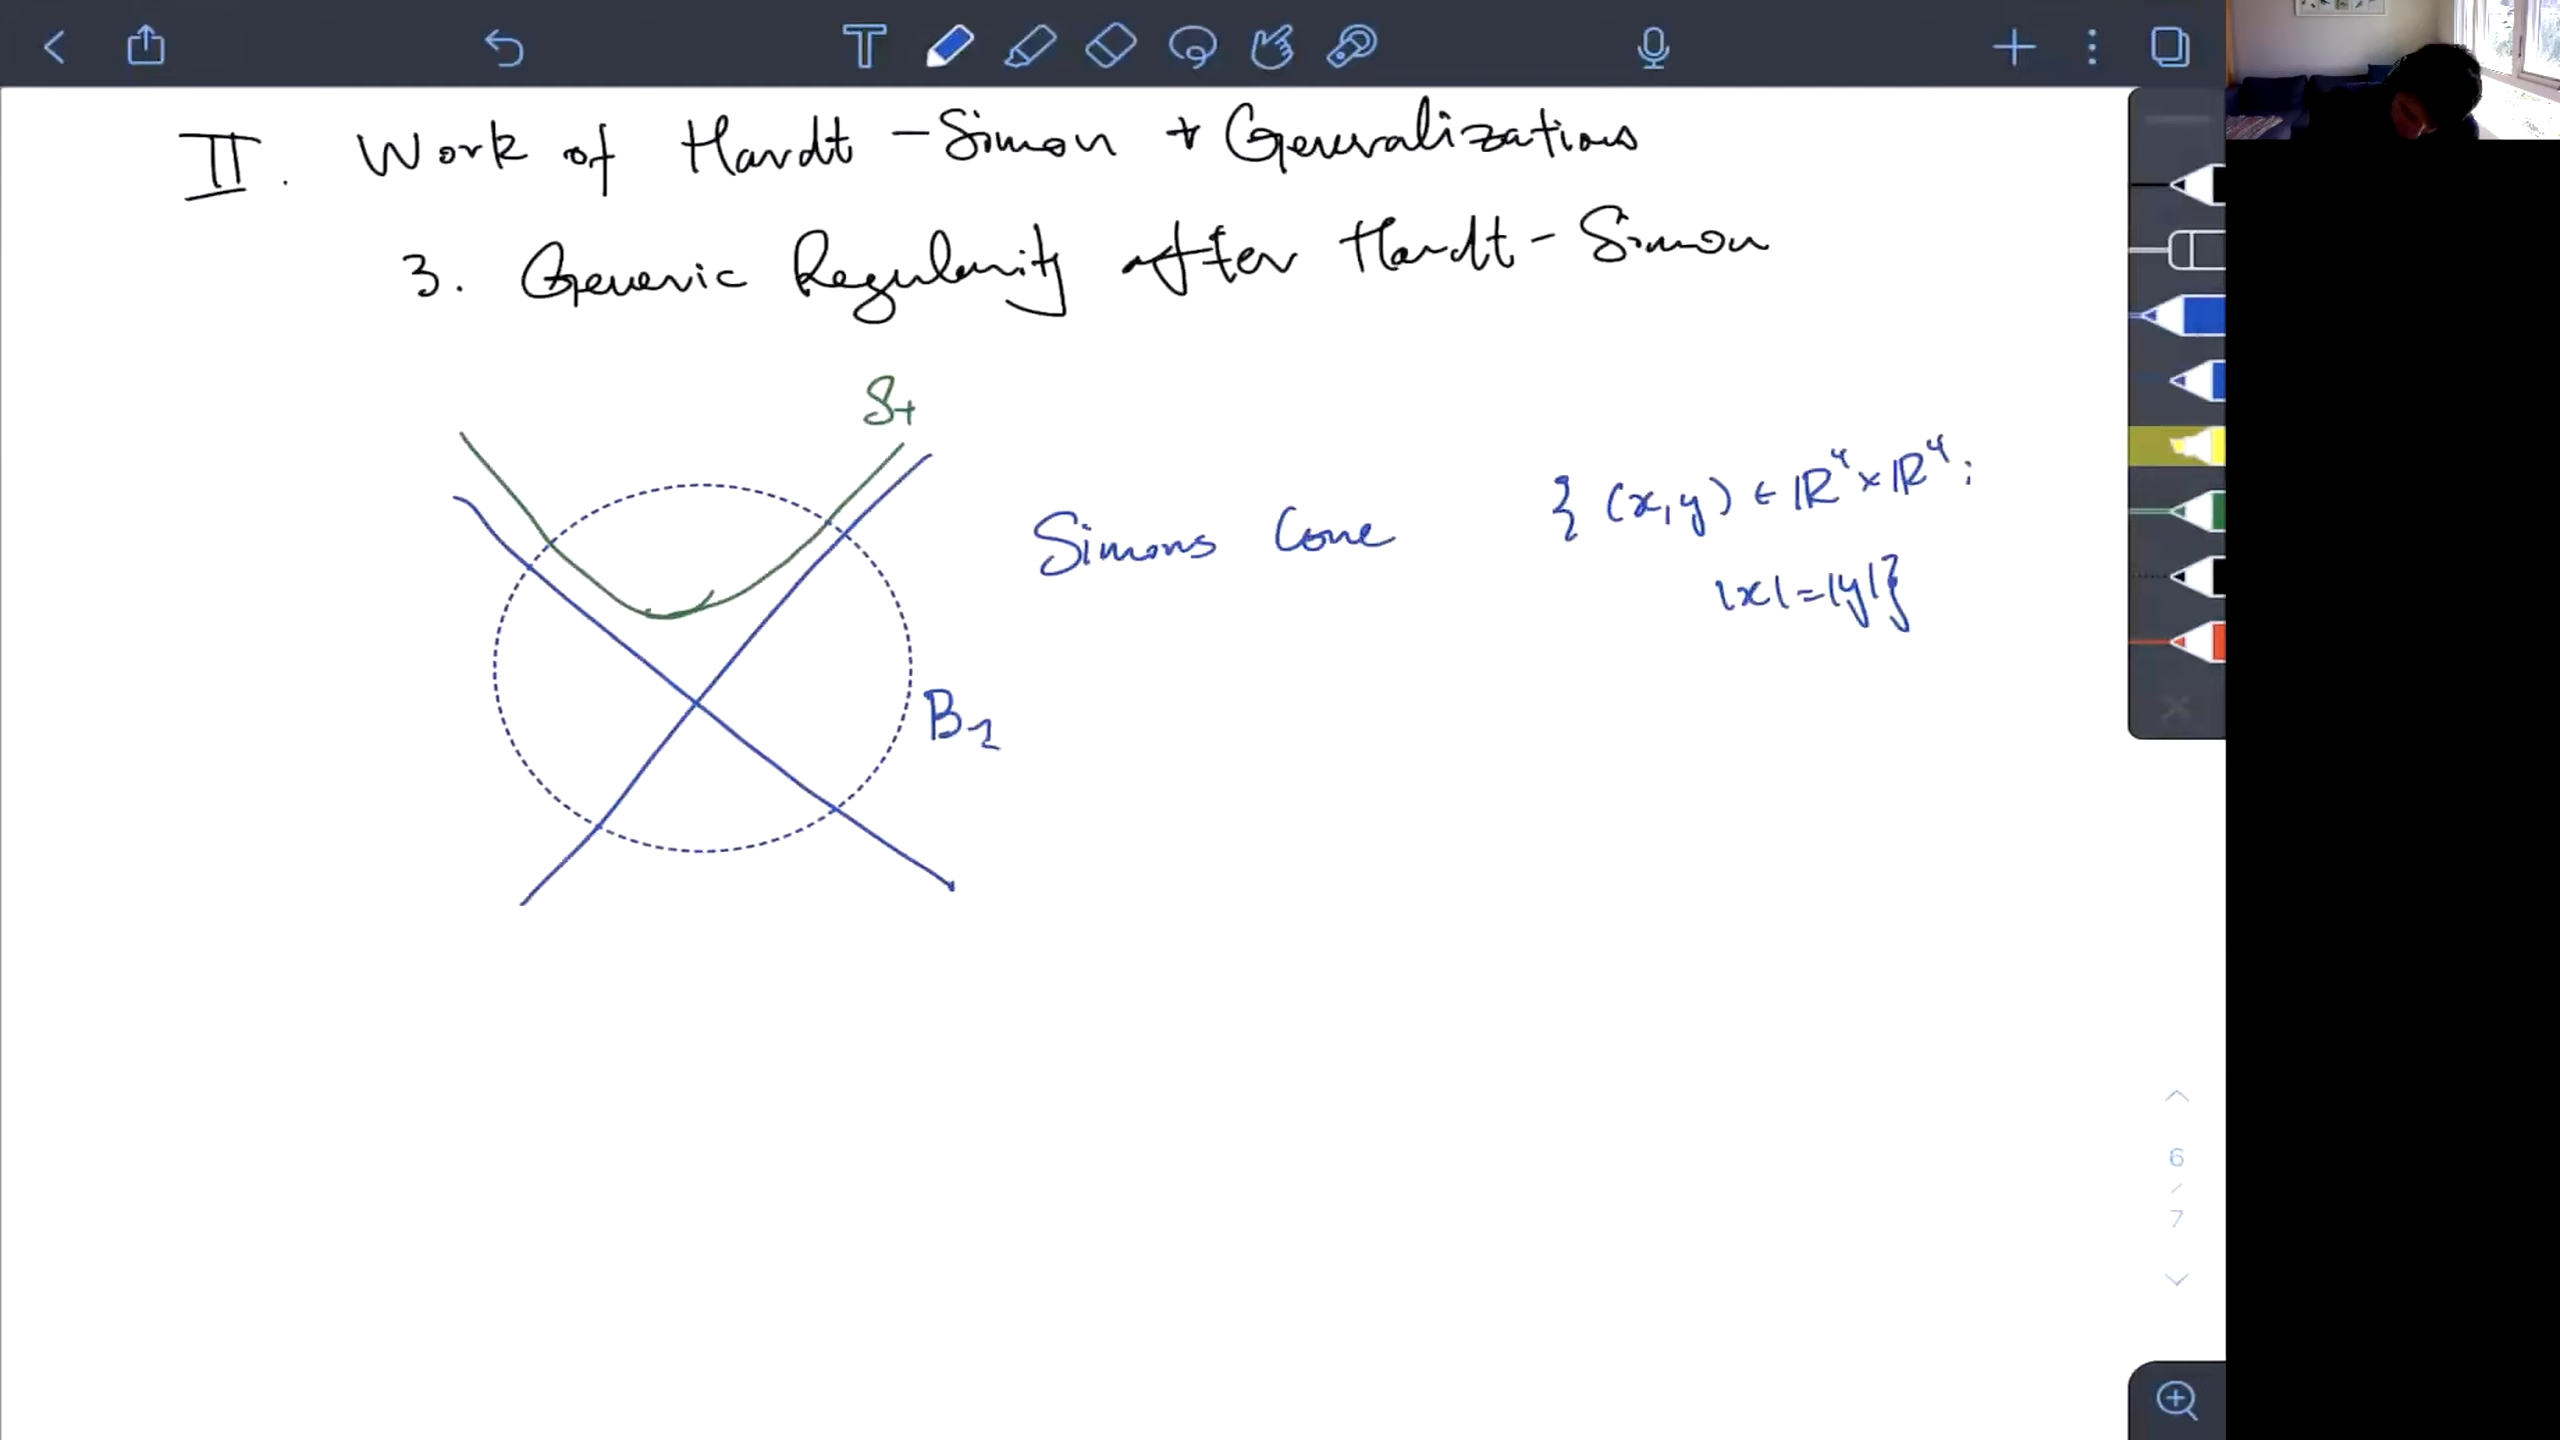 II. Work of Hardt-Simon + Generalizations
3. Generic Regularity after Hardt-Simon
S+
Simons Cone { (x,y) ∈ ℝ⁴×ℝ⁴ :
|x|=|y|}
B₁
6
/
7